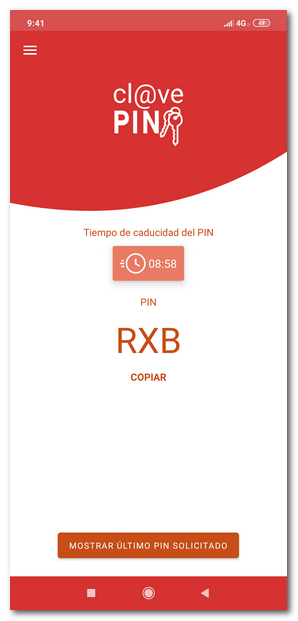 9:41 4G 49
cl@ve
PIN
Tiempo de caducidad del PIN
08:58
PIN
RXB
COPIAR
MOSTRAR ÚLTIMO PIN SOLICITADO